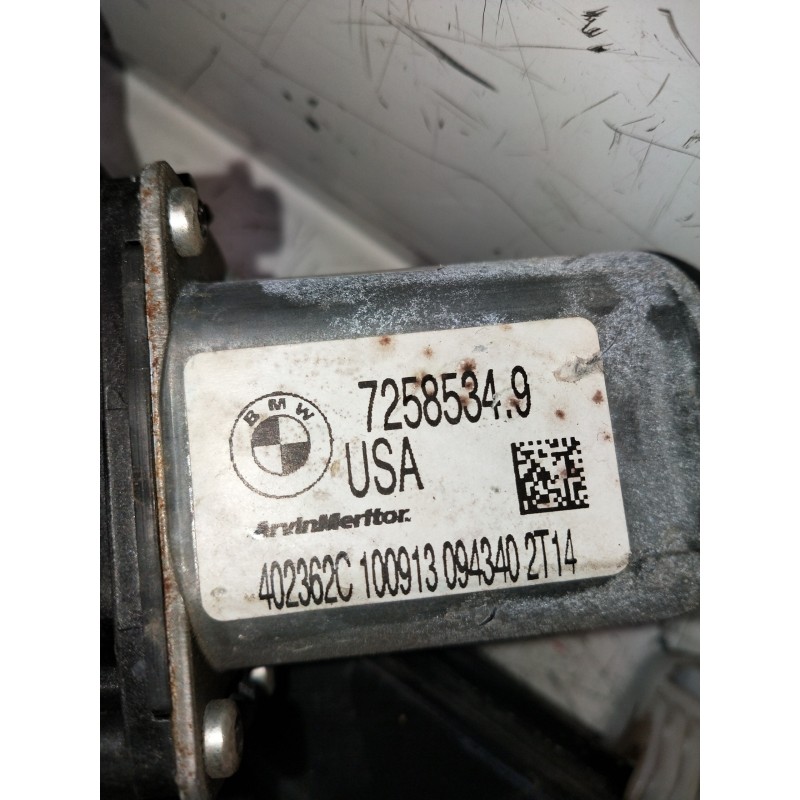 BMW
7258534.9
USA
ArvinMeritor.
402362C 100913 094340 2T14